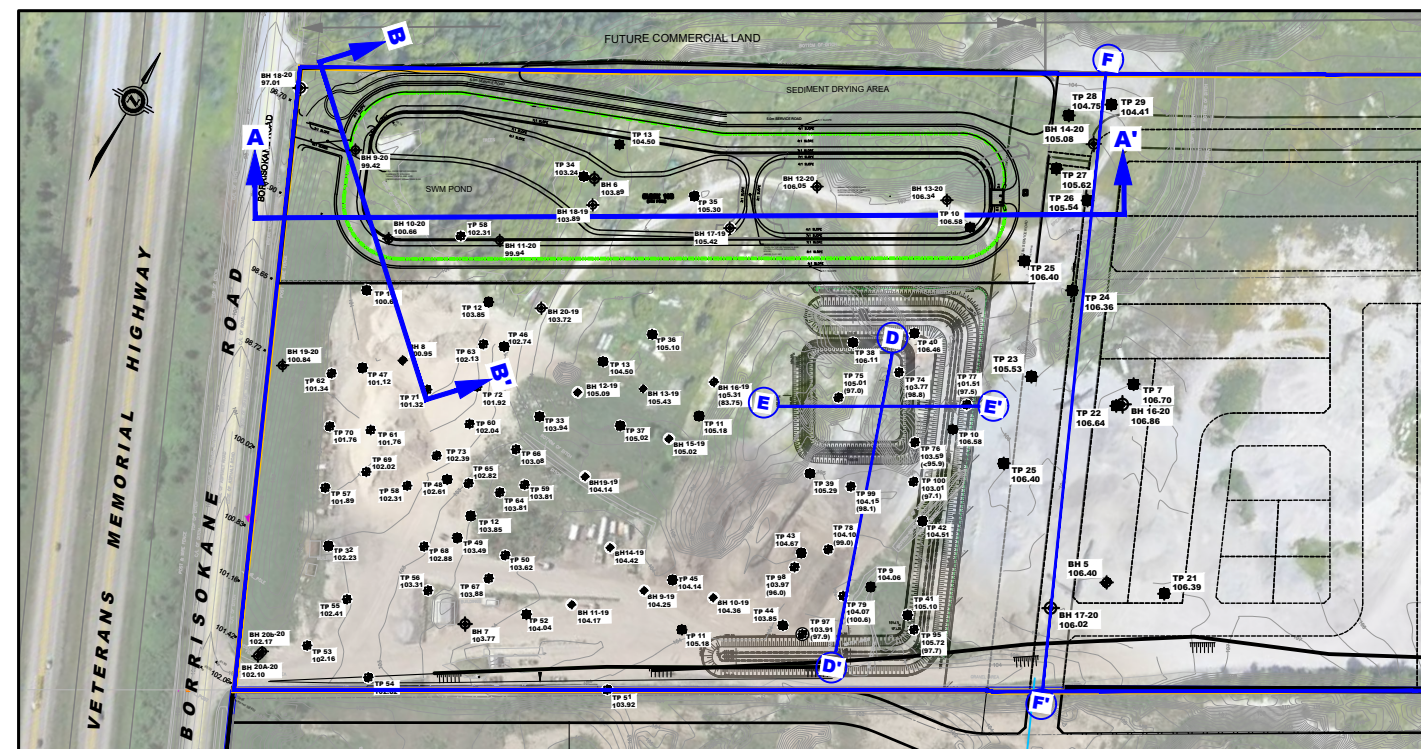 FUTURE COMMERCIAL LAND
SEDIMENT DRYING AREA
SWM POND
VETERANS MEMORIAL HIGHWAY
BORRISOKANE ROAD
A
A'
B
B'
D
D'
E
E'
F
F'
BH 18-20
97.01
98.70
BH 9-20
99.42
TP 13
104.50
TP 34
103.24
BH 6
103.89
BH 18-19
103.89
TP 35
105.30
BH 12-20
106.05
BH 13-20
106.34
TP 10
106.58
BH 17-19
105.42
BH 10-20
100.66
TP 58
102.31
BH 11-20
99.94
TP 28
104.75
TP 29
104.41
BH 14-20
105.08
TP 27
105.62
TP 26
105.54
TP 25
106.40
TP 24
106.36
98.65
TP 12
103.85
BH 20-19
103.72
98.72
BH 19-20
100.84
BH 8
100.95
TP 63
102.13
TP 46
102.74
TP 36
105.10
TP 13
104.50
TP 38
106.11
TP 40
106.46
TP 62
101.34
TP 47
101.12
TP 71
101.32
TP 72
101.92
BH 12-19
105.09
BH 13-19
105.43
BH 16-19
105.31
(83.75)
TP 75
105.01
(97.0)
TP 74
103.77
(98.8)
TP 77
101.51
(97.5)
TP 23
105.53
TP 7
106.70
TP 22
106.64
BH 16-20
106.86
TP 70
101.76
TP 61
101.76
TP 60
102.04
TP 33
103.94
TP 37
105.02
TP 11
105.18
BH 15-19
105.02
TP 10
106.58
100.02
TP 73
102.39
TP 66
103.08
TP 76
103.59
(<95.9)
TP 69
102.02
TP 48
102.61
TP 65
102.82
TP 25
106.40
TP 57
101.89
TP 58
102.31
TP 64
103.81
TP 59
103.81
BH19-19
104.14
TP 39
105.29
TP 99
104.15
(98.1)
TP 100
103.01
(97.1)
100.83
TP 12
103.85
TP 42
104.51
TP 32
102.23
TP 68
102.88
TP 49
103.49
TP 50
103.62
BH14-19
104.42
TP 43
104.67
TP 78
104.10
(99.0)
101.16
TP 56
103.31
TP 67
103.88
TP 45
104.14
TP 98
103.97
(96.0)
TP 9
104.06
BH 5
106.40
TP 21
106.39
TP 55
102.41
BH 11-19
104.17
BH 9-19
104.25
BH 10-19
104.36
TP 79
104.07
(100.6)
TP 41
105.10
BH 17-20
106.02
101.42
BH 20b-20
102.17
TP 53
102.16
BH 7
103.77
TP 52
104.04
TP 11
105.18
TP 44
103.85
TP 97
103.91
(97.9)
TP 95
105.72
(97.7)
BH 20A-20
102.10
TP 54
TP 51
103.92